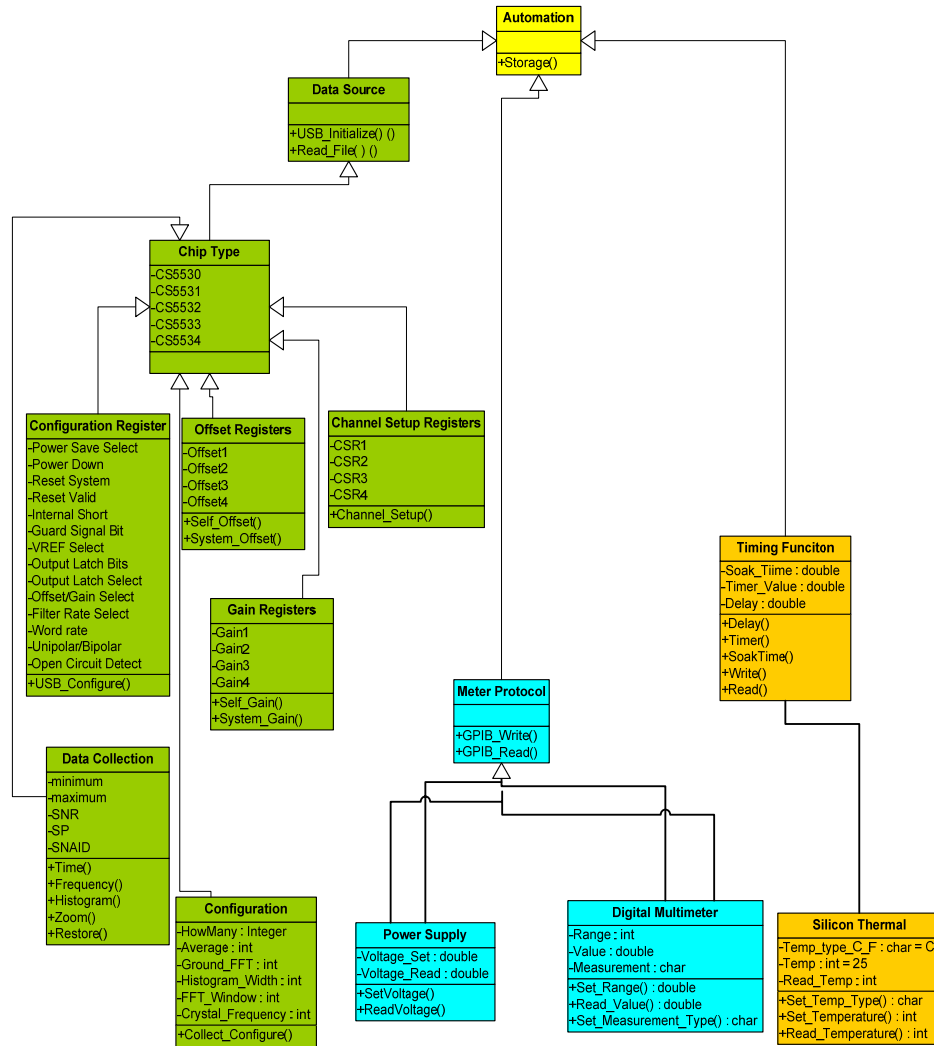 Automation
+Storage()
Data Source
+USB_Initialize() ()
+Read_File( ) ()
Chip Type
-CS5530
-CS5531
-CS5532
-CS5533
-CS5534
Configuration Register
-Power Save Select
-Power Down
-Reset System
-Reset Valid
-Internal Short
-Guard Signal Bit
-VREF Select
-Output Latch Bits
-Output Latch Select
-Offset/Gain Select
-Filter Rate Select
-Word rate
-Unipolar/Bipolar
-Open Circuit Detect
+USB_Configure()
Offset Registers
-Offset1
-Offset2
-Offset3
-Offset4
+Self_Offset()
+System_Offset()
Channel Setup Registers
-CSR1
-CSR2
-CSR3
-CSR4
+Channel_Setup()
Gain Registers
-Gain1
-Gain2
-Gain3
-Gain4
+Self_Gain()
+System_Gain()
Timing Funciton
-Soak_Tiime : double
-Timer_Value : double
-Delay : double
+Delay()
+Timer()
+SoakTime()
+Write()
+Read()
Meter Protocol
+GPIB_Write()
+GPIB_Read()
Data Collection
-minimum
-maximum
-SNR
-SP
-SNAID
+Time()
+Frequency()
+Histogram()
+Zoom()
+Restore()
Configuration
-HowMany : Integer
-Average : int
-Ground_FFT : int
-Histogram_Width : int
-FFT_Window : int
-Crystal_Frequency : int
+Collect_Configure()
Power Supply
-Voltage_Set : double
-Voltage_Read : double
+SetVoltage()
+ReadVoltage()
Digital Multimeter
-Range : int
-Value : double
-Measurement : char
+Set_Range() : double
+Read_Value() : double
+Set_Measurement_Type() : char
Silicon Thermal
-Temp_type_C_F : char = C
-Temp : int = 25
-Read_Temp : int
+Set_Temp_Type() : char
+Set_Temperature() : int
+Read_Temperature() : int